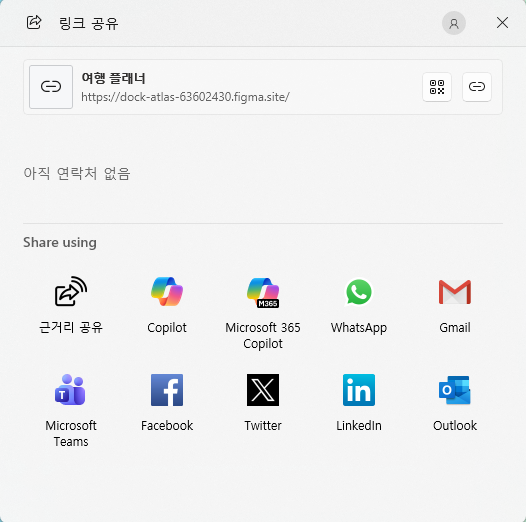 링크 공유
여행 플래너
https://dock-atlas-63602430.figma.site/
아직 연락처 없음
Share using
근거리 공유
Copilot
M365
Microsoft 365
Copilot
WhatsApp
Gmail
Microsoft
Teams
Facebook
Twitter
LinkedIn
Outlook